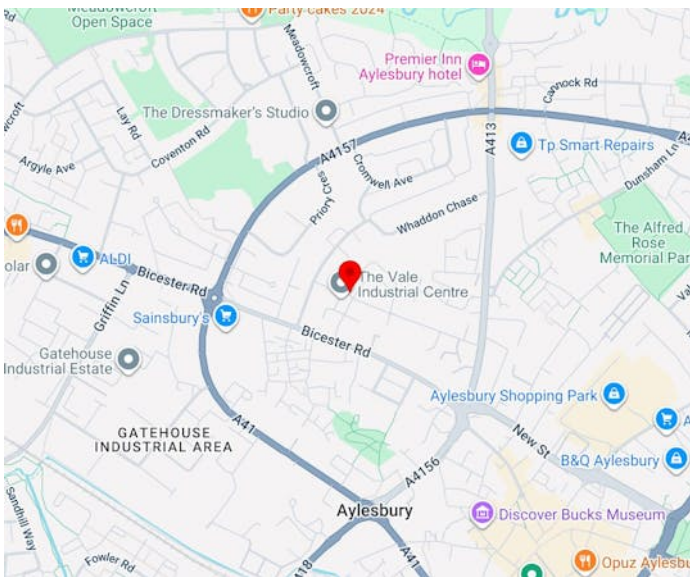 Meadowcroft
Open Space
Party cakes 2024
Meadowcroft
Premier Inn
Aylesbury hotel
Cannock Rd
Lay Rd
The Dressmaker's Studio
Coventon Rd
A4157
A413
Tp Smart Repairs
Dunsham Ln
Argyle Ave
Priory Cres
Cromwell Ave
Whaddon Chase
The Alfred
Rose
Memorial Par
olar
ALDI
Bicester Rd
The Vale
Industrial Centre
Griffin Ln
Sainsbury's
Bicester Rd
Gatehouse
Industrial Estate
Aylesbury Shopping Park
GATEHOUSE
INDUSTRIAL AREA
A41
New St
B&Q Aylesbury
A4156
Aylesbury
Discover Bucks Museum
Sandhill Way
Fowler Rd
A41
Opuz Aylesbu